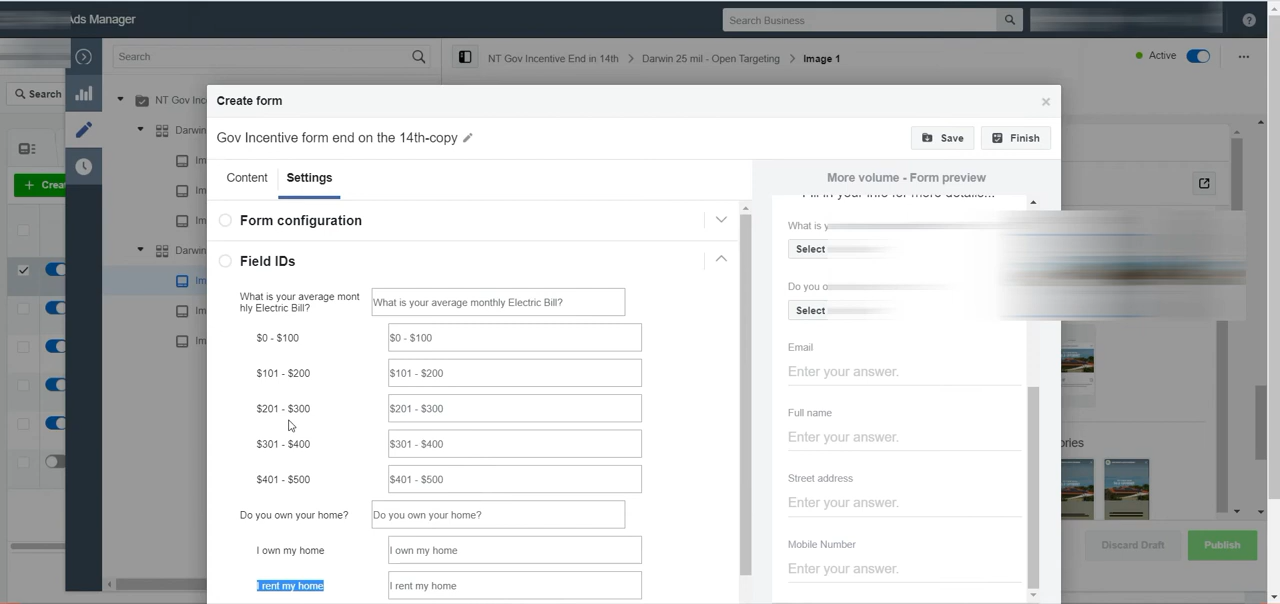 Ads Manager
Search Business
Search
NT Gov Incentive End in 14th
Darwin 25 mil - Open Targeting
Image 1
Active
Search
NT Gov Ince
Create form
Gov Incentive form end on the 14th-copy
Save
Finish
Darwin
Im
+ Crea
Im
Im
Darwin
Im
Im
Im
Content
Settings
Form configuration
Field IDs
What is your average mont
hly Electric Bill?
What is your average monthly Electric Bill?
$0 - $100
$0 - $100
$101 - $200
$101 - $200
$201 - $300
$201 - $300
$301 - $400
$301 - $400
$401 - $500
$401 - $500
Do you own your home?
Do you own your home?
I own my home
I own my home
I rent my home
I rent my home
More volume - Form preview
Fill in your info for more details...
What is y
Select
Do you o
Select
Email
Enter your answer.
Full name
Enter your answer.
Street address
Enter your answer.
Mobile Number
Enter your answer.
ories
Discard Draft
Publish